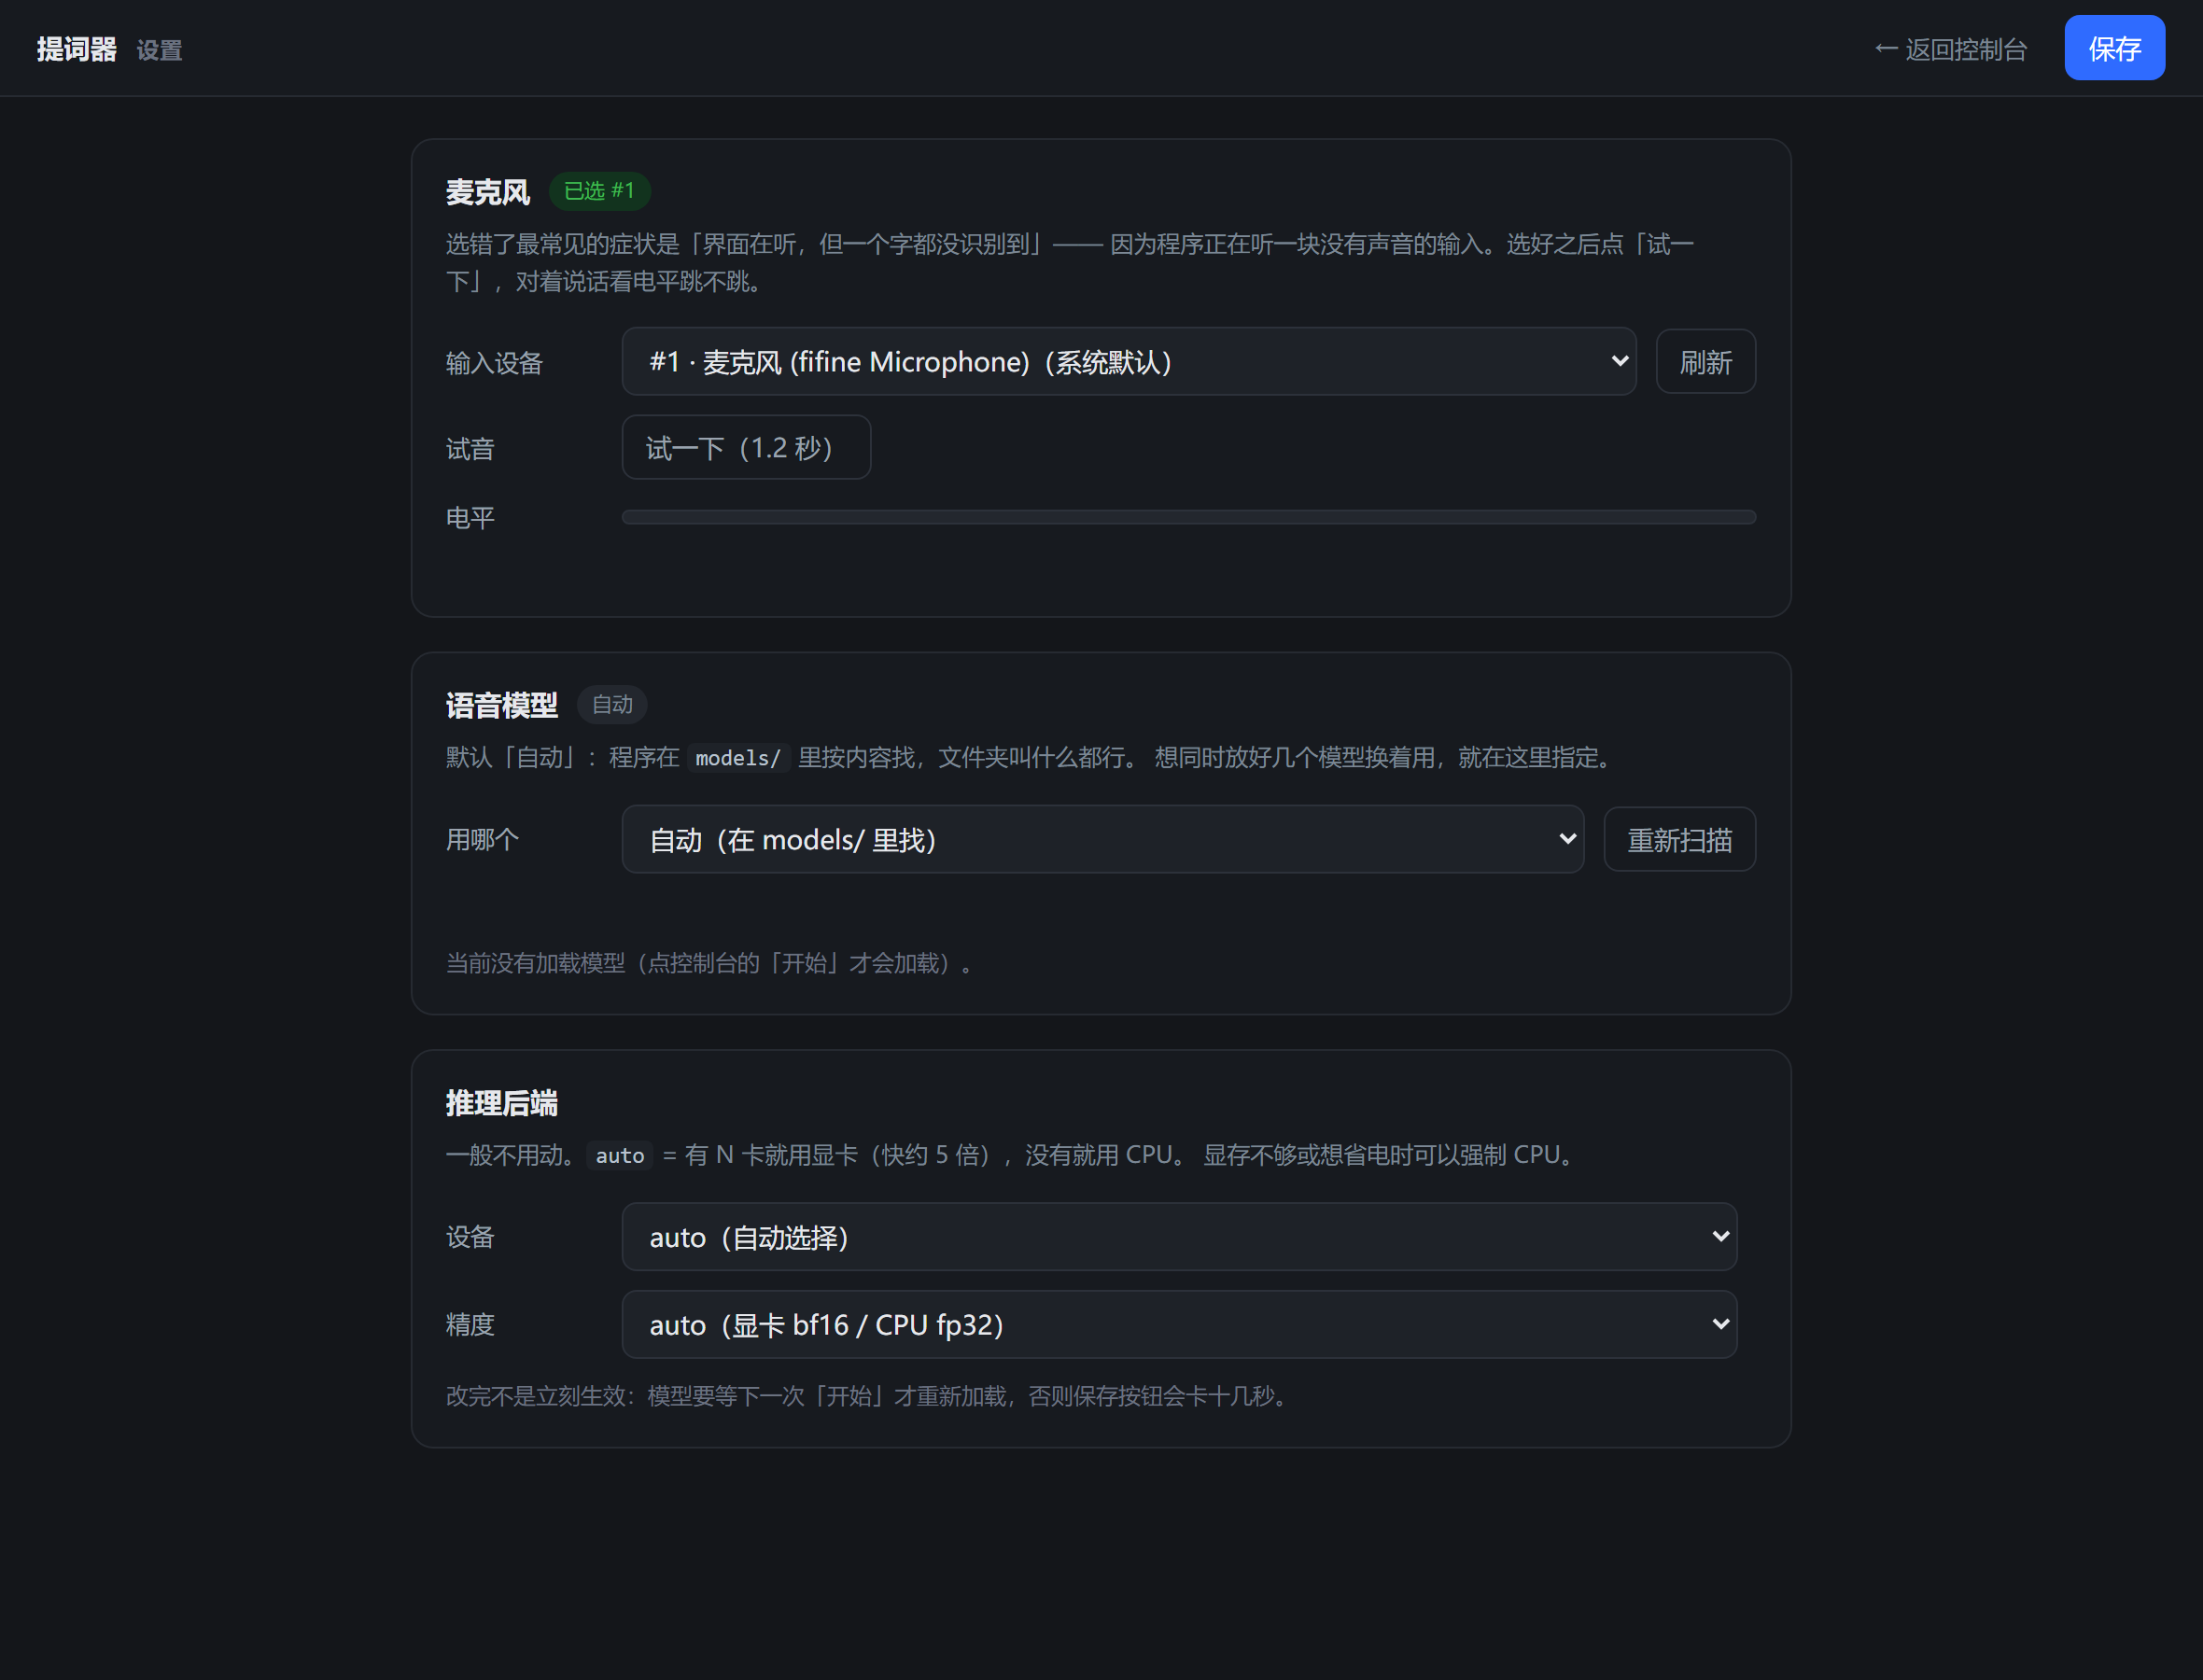 提词器 设置
← 返回控制台
保存
麦克风 已选 #1
选错了最常见的症状是「界面在听，但一个字都没识别到」—— 因为程序正在听一块没有声音的输入。选好之后点「试一
下」，对着说话看电平跳不跳。
输入设备 #1 · 麦克风 (fifine Microphone)（系统默认） 刷新
试音 试一下（1.2 秒）
电平
语音模型 自动
默认「自动」：程序在 models/ 里按内容找，文件夹叫什么都行。 想同时放好几个模型换着用，就在这里指定。
用哪个 自动（在 models/ 里找） 重新扫描
当前没有加载模型（点控制台的「开始」才会加载）。
推理后端
一般不用动。 auto = 有 N 卡就用显卡（快约 5 倍），没有就用 CPU。 显存不够或想省电时可以强制 CPU。
设备 auto（自动选择）
精度 auto（显卡 bf16 / CPU fp32）
改完不是立刻生效：模型要等下一次「开始」才重新加载，否则保存按钮会卡十几秒。